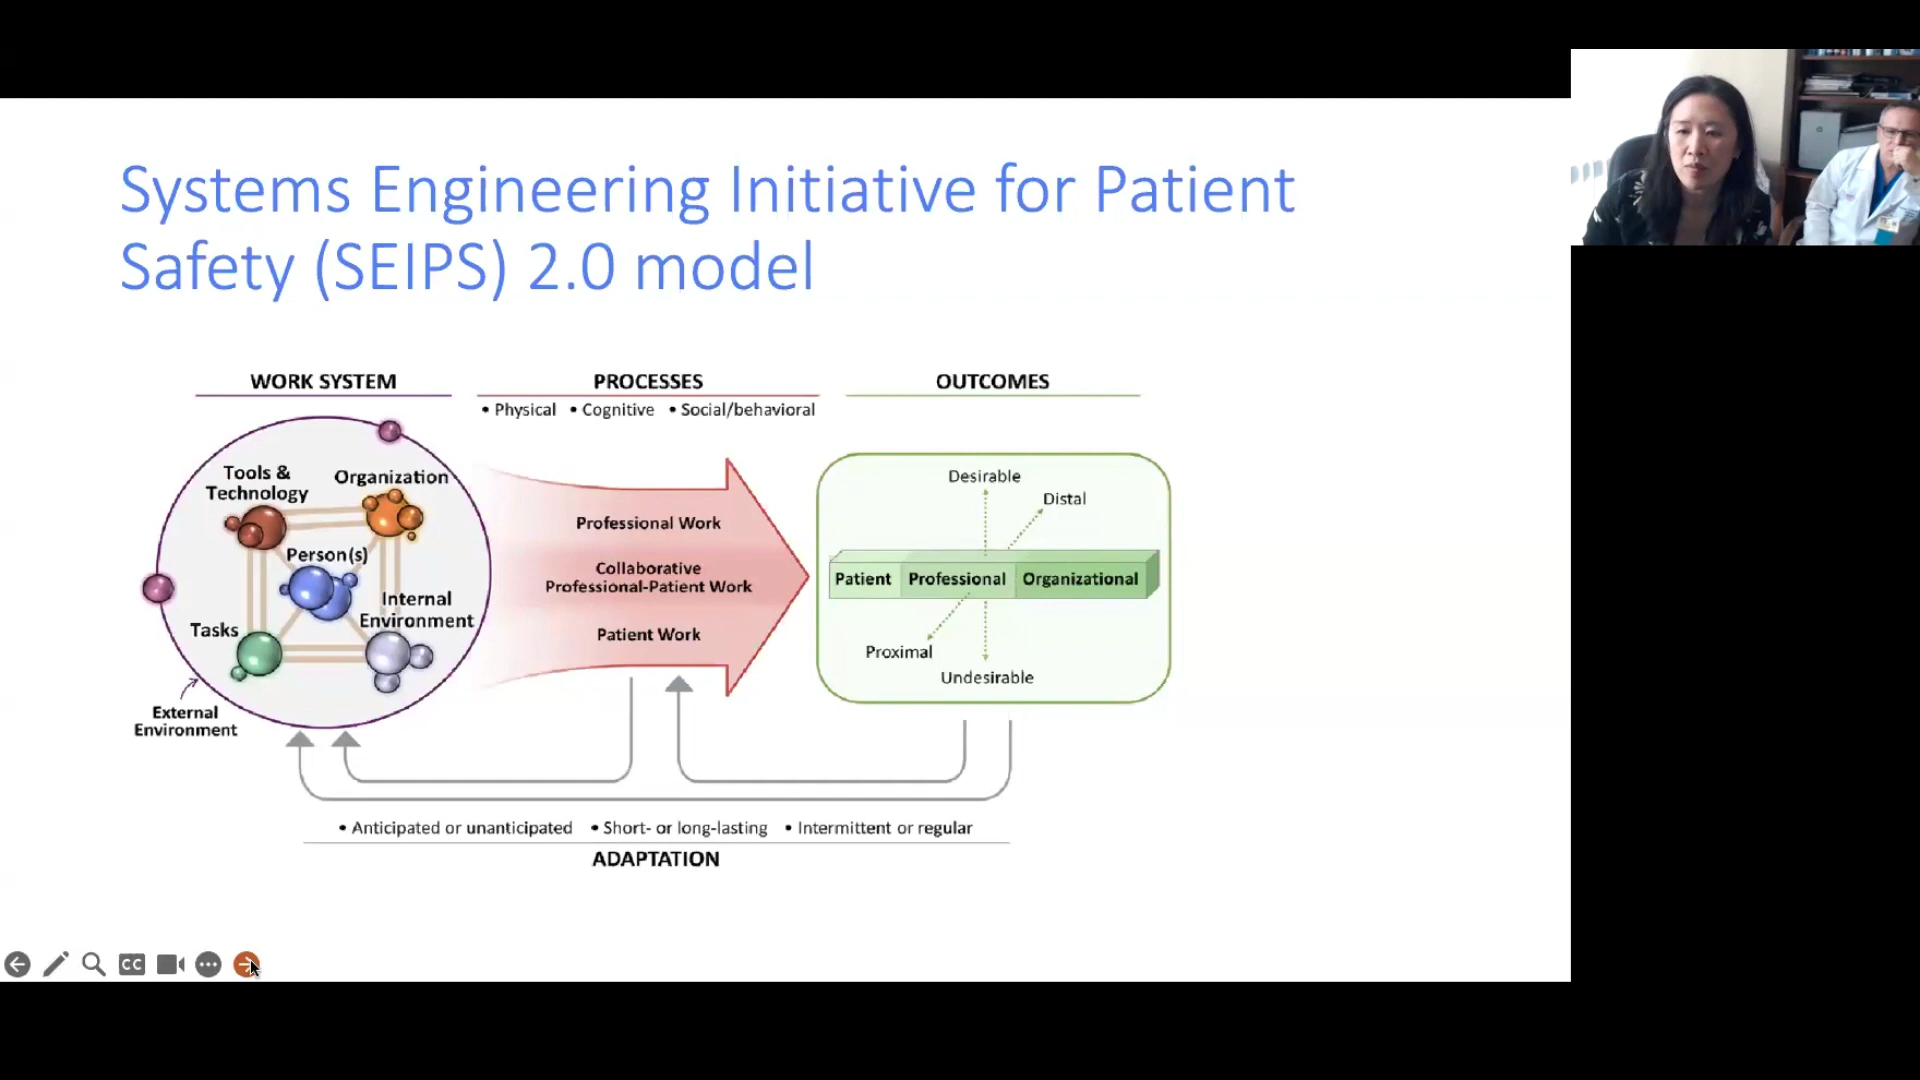 Systems Engineering Initiative for Patient
Safety (SEIPS) 2.0 model
WORK SYSTEM
PROCESSES
OUTCOMES
• Physical • Cognitive • Social/behavioral
Tools &
Technology
Organization
Person(s)
Internal
Environment
Tasks
External
Environment
Professional Work
Collaborative
Professional-Patient Work
Patient Work
Desirable
Distal
Patient
Professional
Organizational
Proximal
Undesirable
• Anticipated or unanticipated • Short- or long-lasting • Intermittent or regular
ADAPTATION
CC